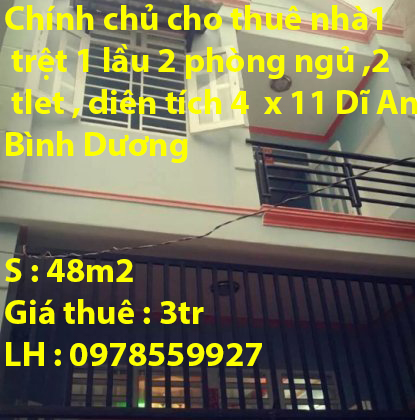 Chính chủ cho thuê nhà1
trệt 1 lầu 2 phòng ngủ ,2
tlet , diên tích 4 x 11 Dĩ An
Bình Dương
S : 48m2
Giá thuê : 3tr
LH : 0978559927